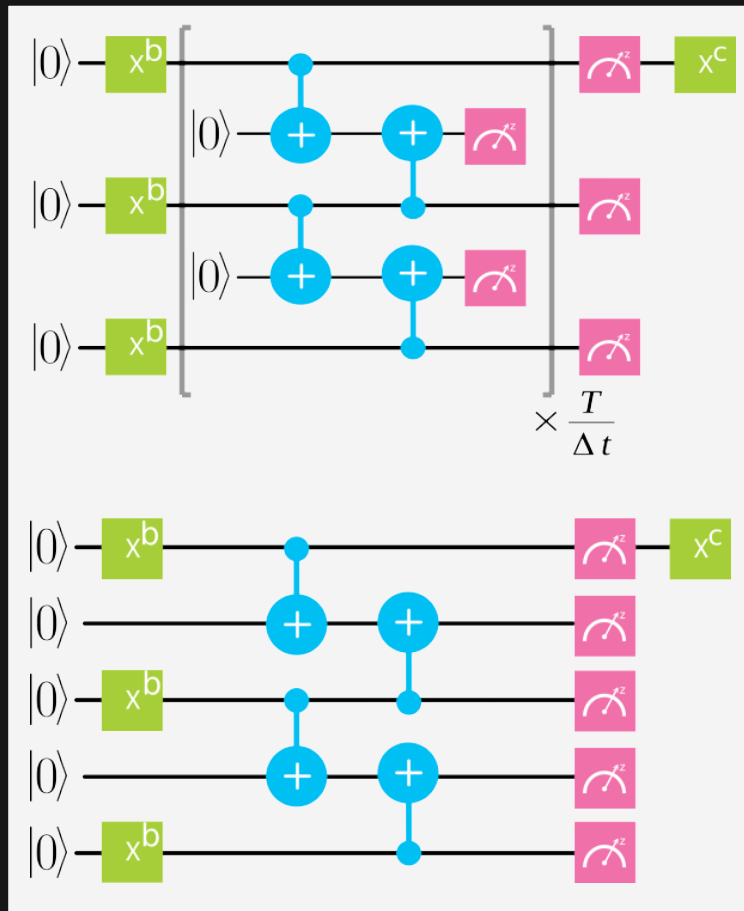 |0⟩ X^b z X^c
|0⟩ + + z
|0⟩ X^b z
|0⟩ + + z
|0⟩ X^b z
× T/Δt
|0⟩ X^b z X^c
|0⟩ + + z
|0⟩ X^b z
|0⟩ + + z
|0⟩ X^b z